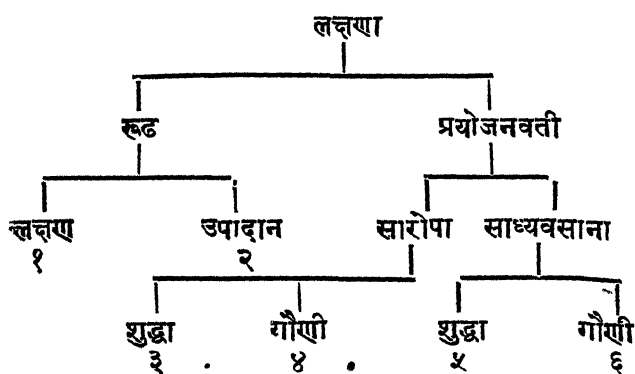 लक्षणा
रूढ प्रयोजनवती
लक्षण उपादान सारोपा साध्यवसाना
१ २
शुद्धा गौणी शुद्धा गौणी
३ ४ ५ ६